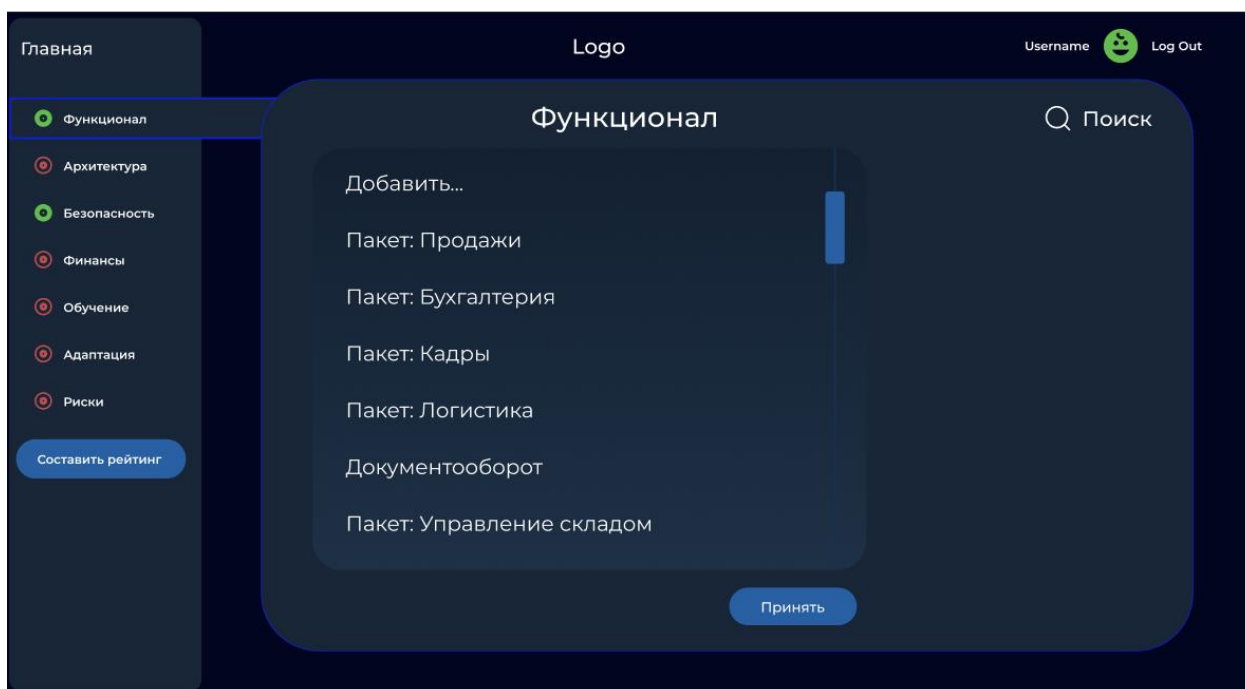 Главная
Logo
Username
Log Out
Функционал
Архитектура
Безопасность
Финансы
Обучение
Адаптация
Риски
Составить рейтинг
Функционал
Поиск
Добавить...
Пакет: Продажи
Пакет: Бухгалтерия
Пакет: Кадры
Пакет: Логистика
Документооборот
Пакет: Управление складом
Принять